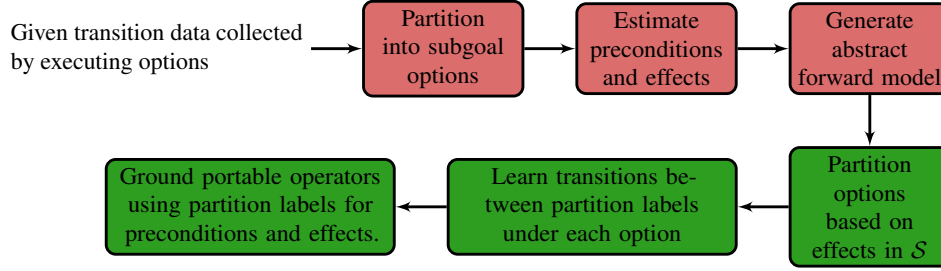 Given transition data collected
by executing options
Partition
into subgoal
options
Estimate
preconditions
and effects
Generate
abstract
forward model
Partition
options
based on
effects in 𝒮
Learn transitions be-
tween partition labels
under each option
Ground portable operators
using partition labels for
preconditions and effects.